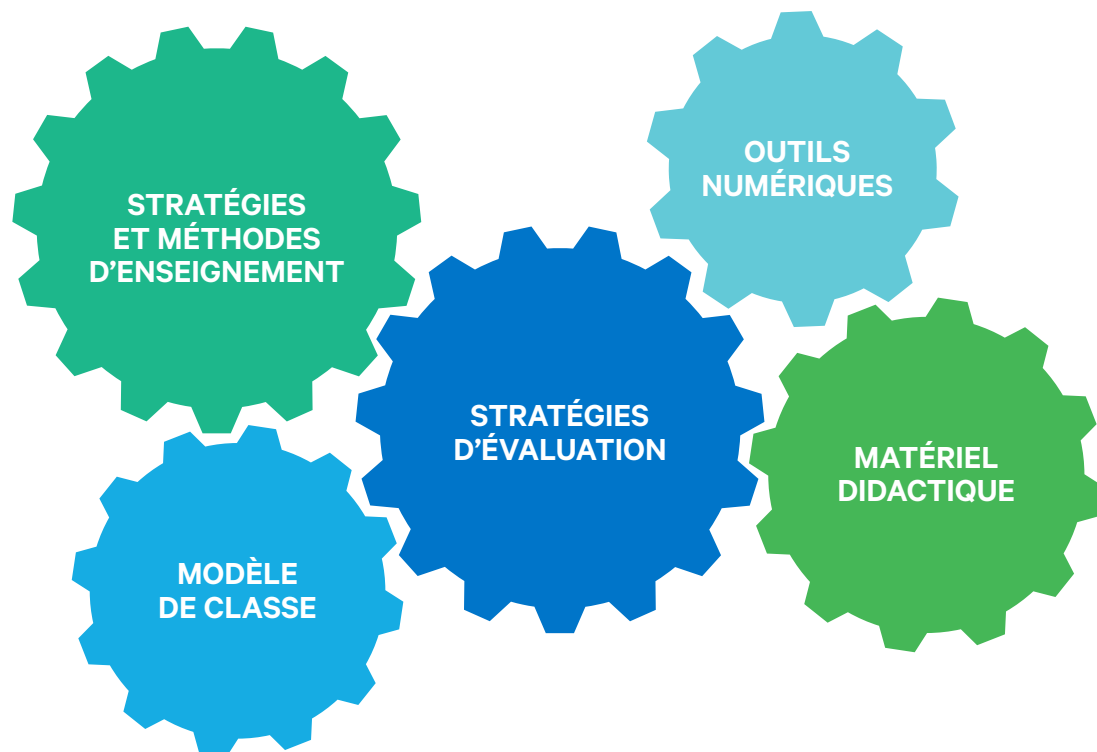 STRATÉGIES
ET MÉTHODES
D’ENSEIGNEMENT
OUTILS
NUMÉRIQUES
STRATÉGIES
D’ÉVALUATION
MATÉRIEL
DIDACTIQUE
MODÈLE
DE CLASSE